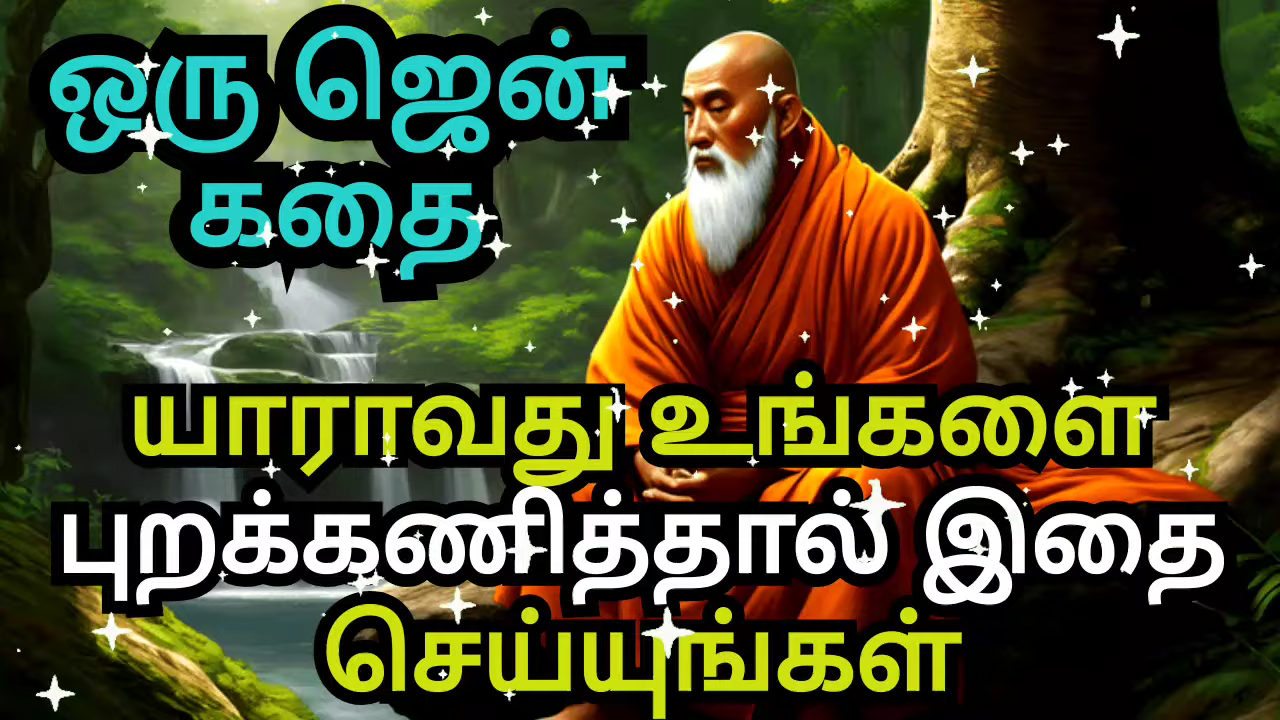 ஒரு ஜென்
கதை
யாராவது உங்களை
புறக்கணித்தால் இதை
செய்யுங்கள்